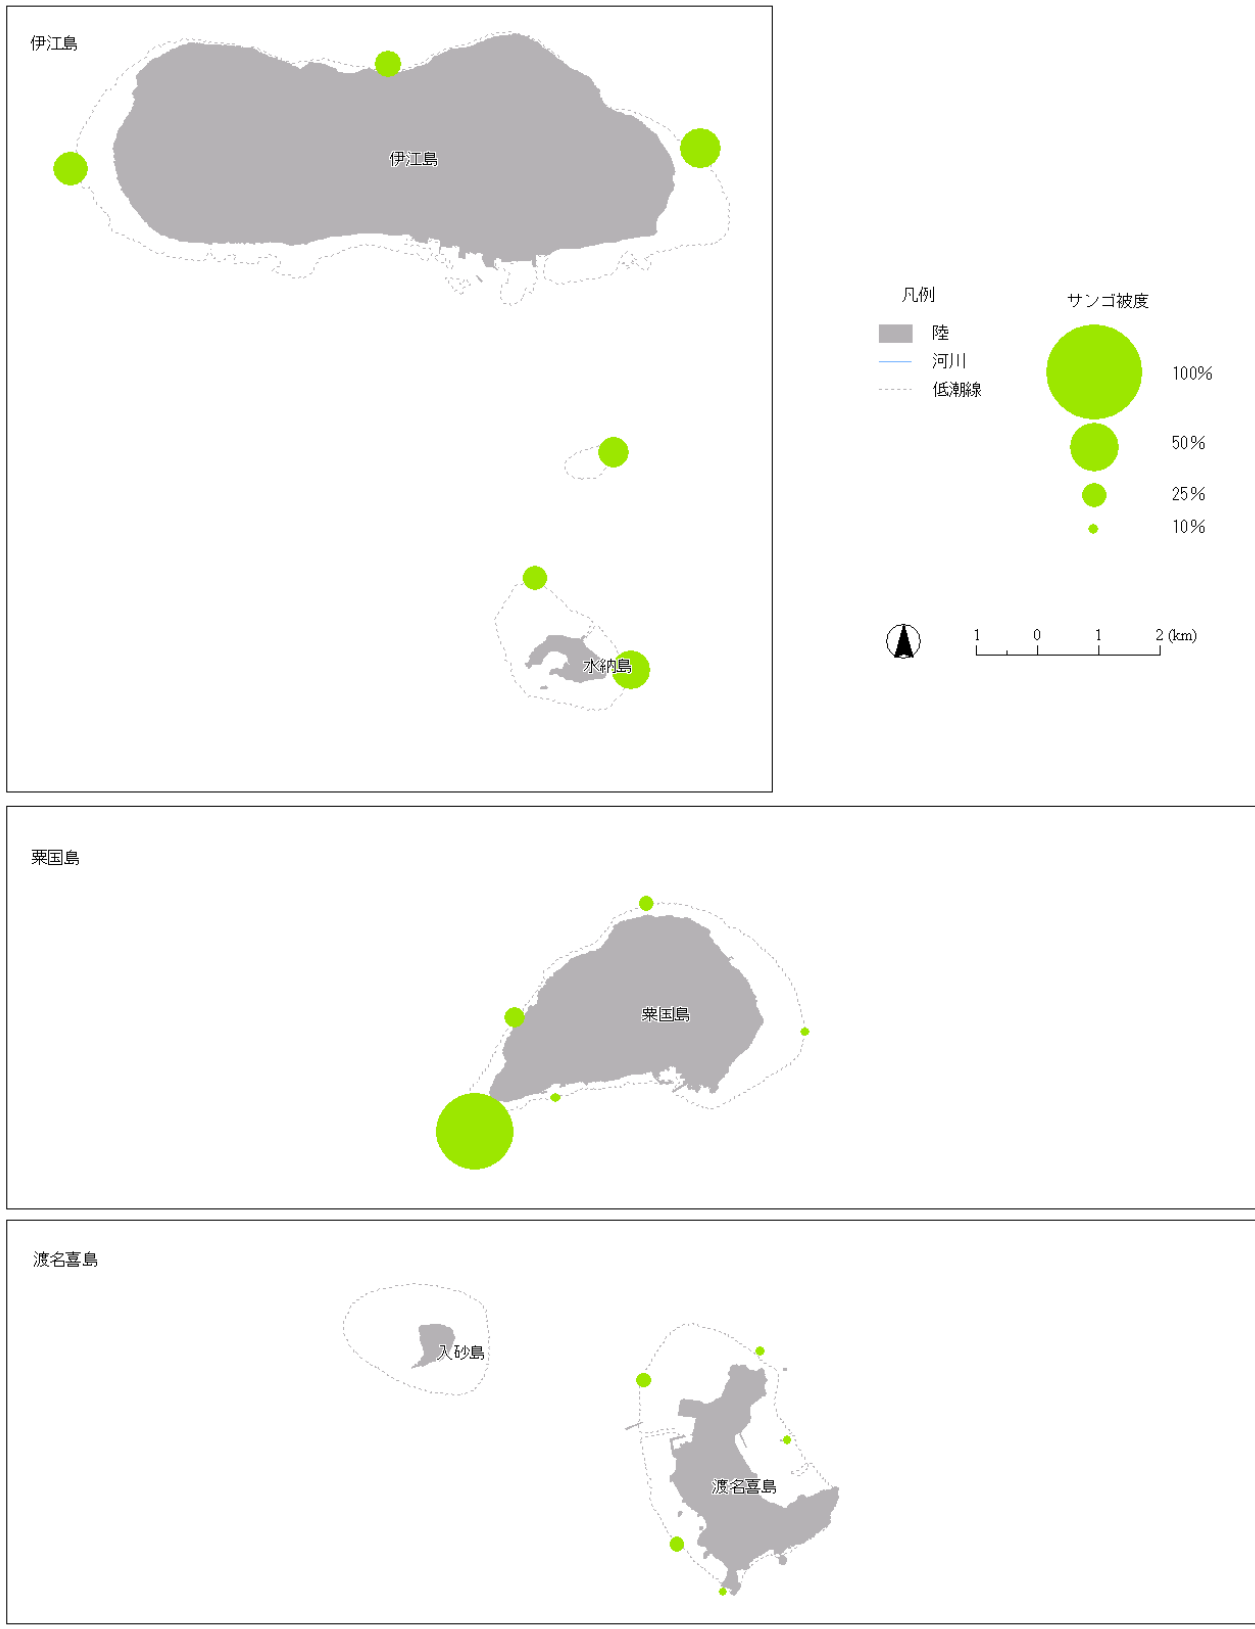 伊江島
伊江島
水納島
凡例
陸
河川
低潮線
サンゴ被度
100%
50%
25%
10%
1 0 1 2 (km)
粟国島
粟国島
渡名喜島
入砂島
渡名喜島